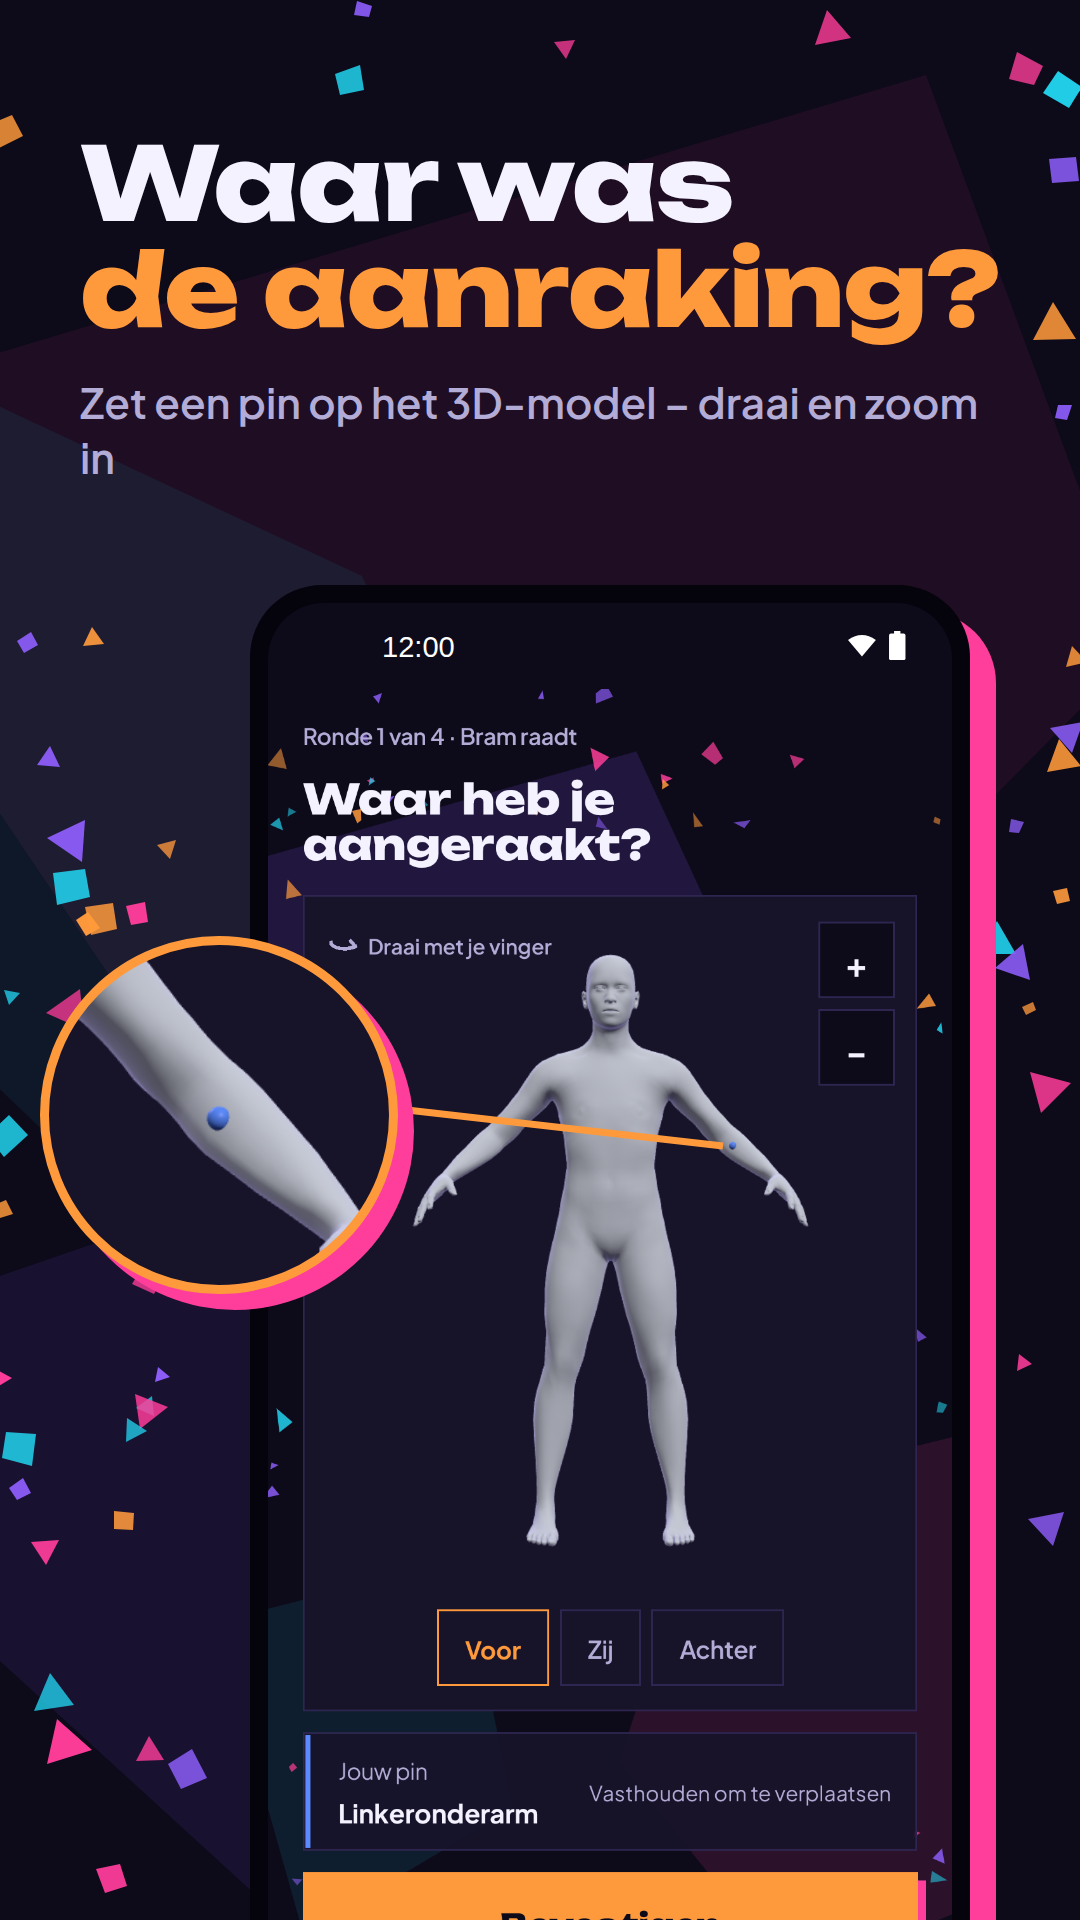 Waar was
de aanraking?
Zet een pin op het 3D-model – draai en zoom
in
12:00
Ronde 1 van 4 · Bram raadt
Waar heb je
aangeraakt?
Draai met je vinger
+
–
Voor
Zij
Achter
Jouw pin
Linkeronderarm
Vasthouden om te verplaatsen
Bevestigen